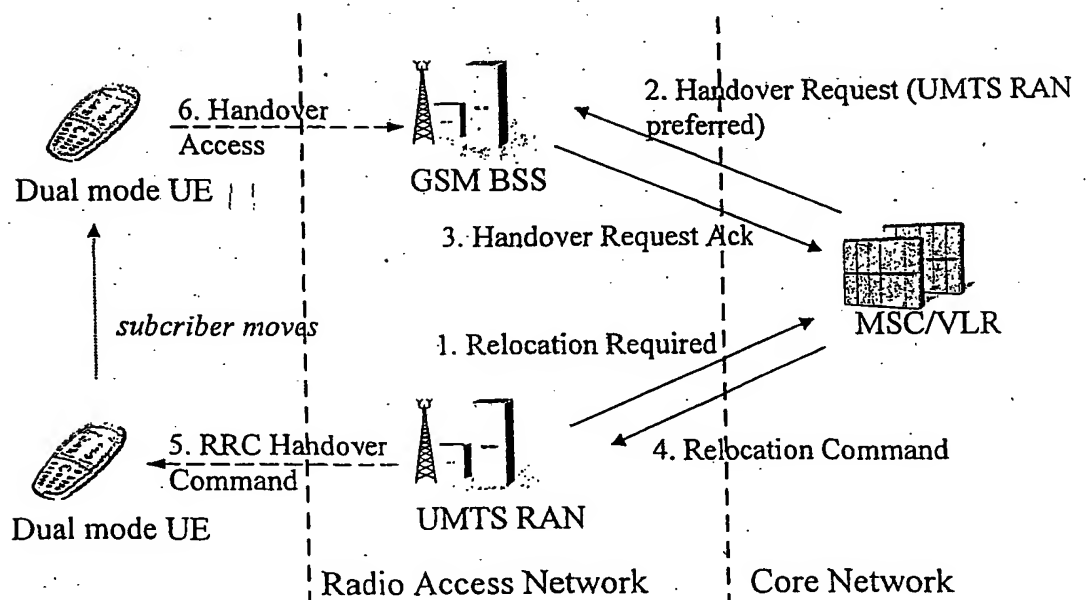 2. Handover Request (UMTS RAN
preferred)
6. Handover
Access
GSM BSS
Dual mode UE
3. Handover Request Ack
MSC/VLR
subcriber moves
1. Relocation Required
5. RRC Handover
Command
4. Relocation Command
Dual mode UE
UMTS RAN
Radio Access Network
Core Network